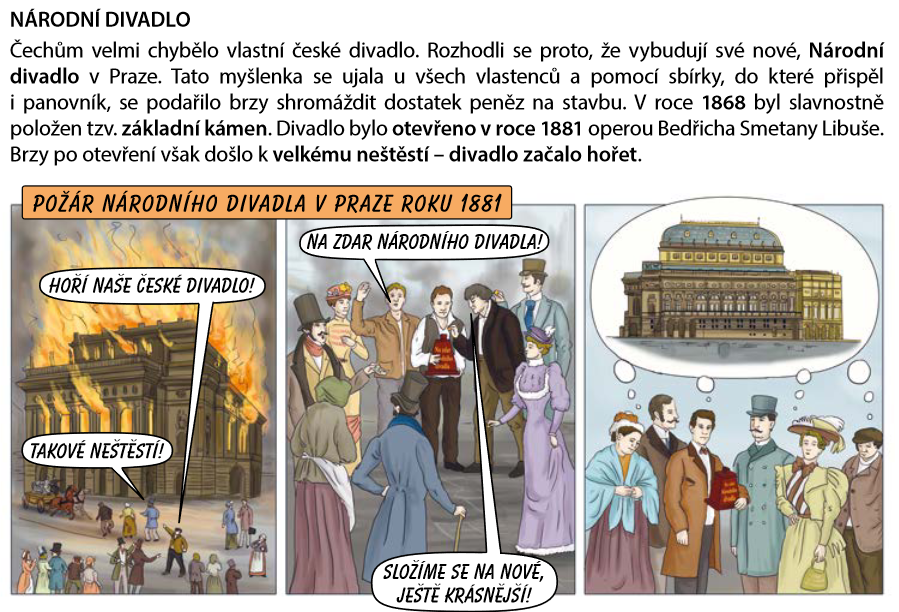 NÁRODNÍ DIVADLO
Čechům velmi chybělo vlastní české divadlo. Rozhodli se proto, že vybudují své nové, Národní
divadlo v Praze. Tato myšlenka se ujala u všech vlastenců a pomocí sbírky, do které přispěl
i panovník, se podařilo brzy shromáždit dostatek peněz na stavbu. V roce 1868 byl slavnostně
položen tzv. základní kámen. Divadlo bylo otevřeno v roce 1881 operou Bedřicha Smetany Libuše.
Brzy po otevření však došlo k velkému neštěstí – divadlo začalo hořet.
POŽÁR NÁRODNÍHO DIVADLA V PRAZE ROKU 1881
HOŘÍ NAŠE ČESKÉ DIVADLO!
TAKOVÉ NEŠTĚSTÍ!
NA ZDAR NÁRODNÍHO DIVADLA!
SLOŽÍME SE NA NOVÉ,
JEŠTĚ KRÁSNĚJŠÍ!